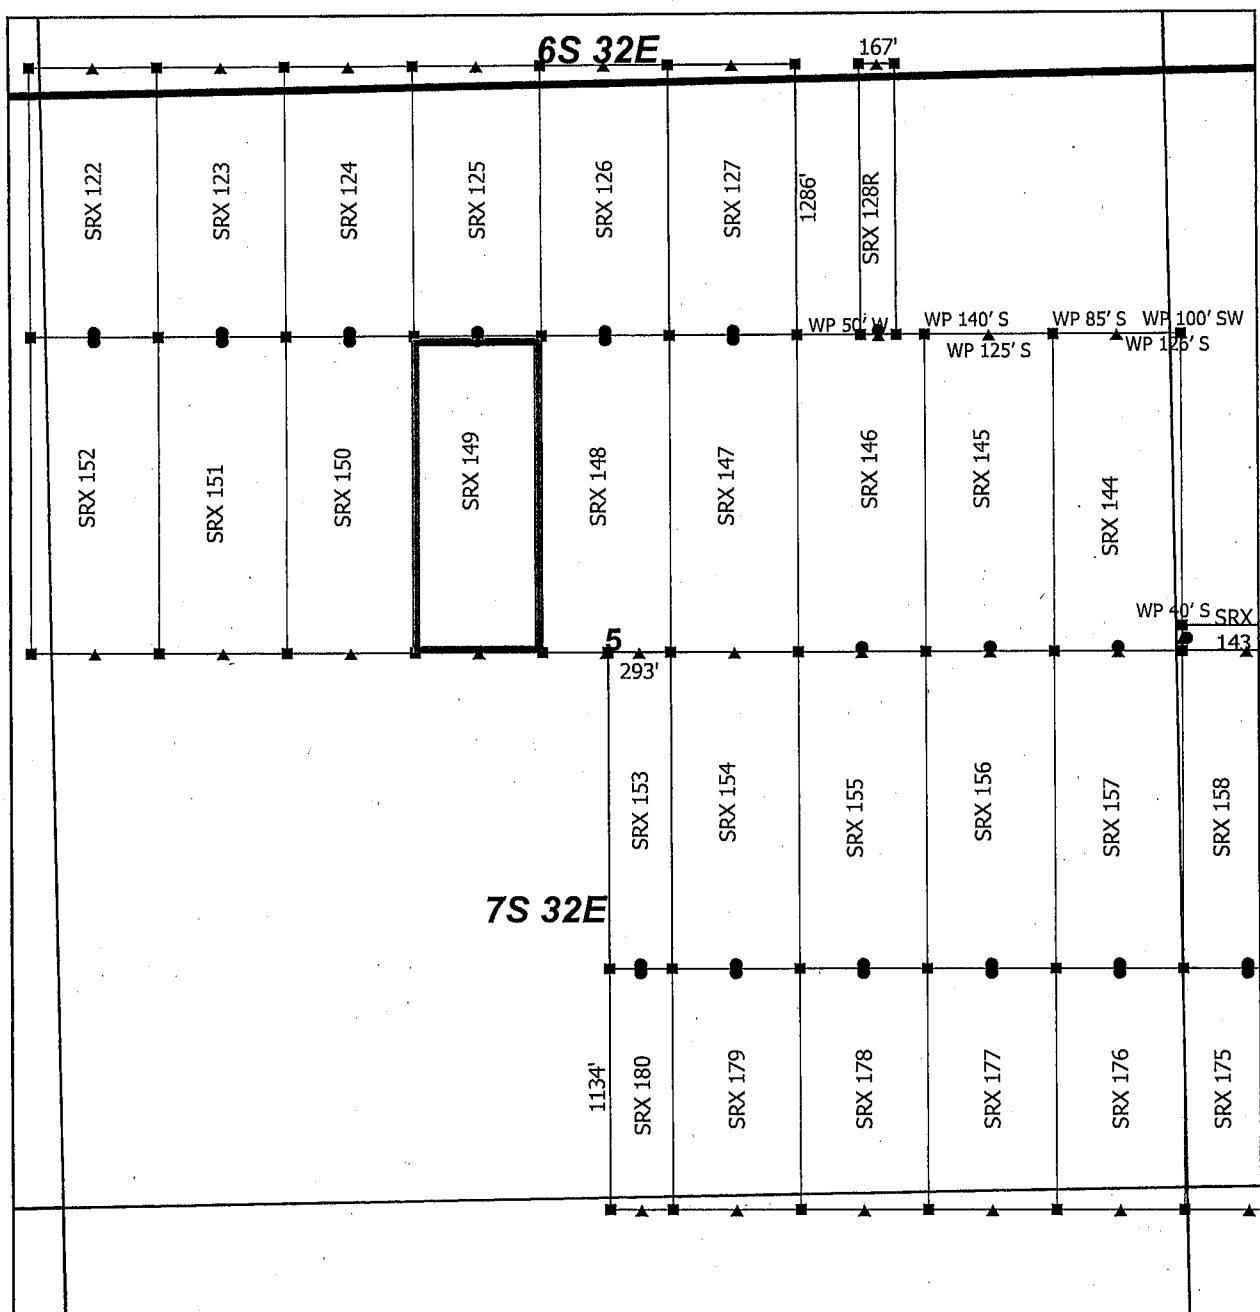 6S 32E
167'
SRX 122
SRX 123
SRX 124
SRX 125
SRX 126
SRX 127
1286'
SRX 128R
WP 50' W
WP 140' S
WP 85' S
WP 100' SW
WP 125' S
WP 126' S
SRX 152
SRX 151
SRX 150
SRX 149
SRX 148
SRX 147
SRX 146
SRX 145
SRX 144
WP 40' S
SRX
143
5
293'
SRX 153
SRX 154
SRX 155
SRX 156
SRX 157
SRX 158
7S 32E
1134'
SRX 180
SRX 179
SRX 178
SRX 177
SRX 176
SRX 175